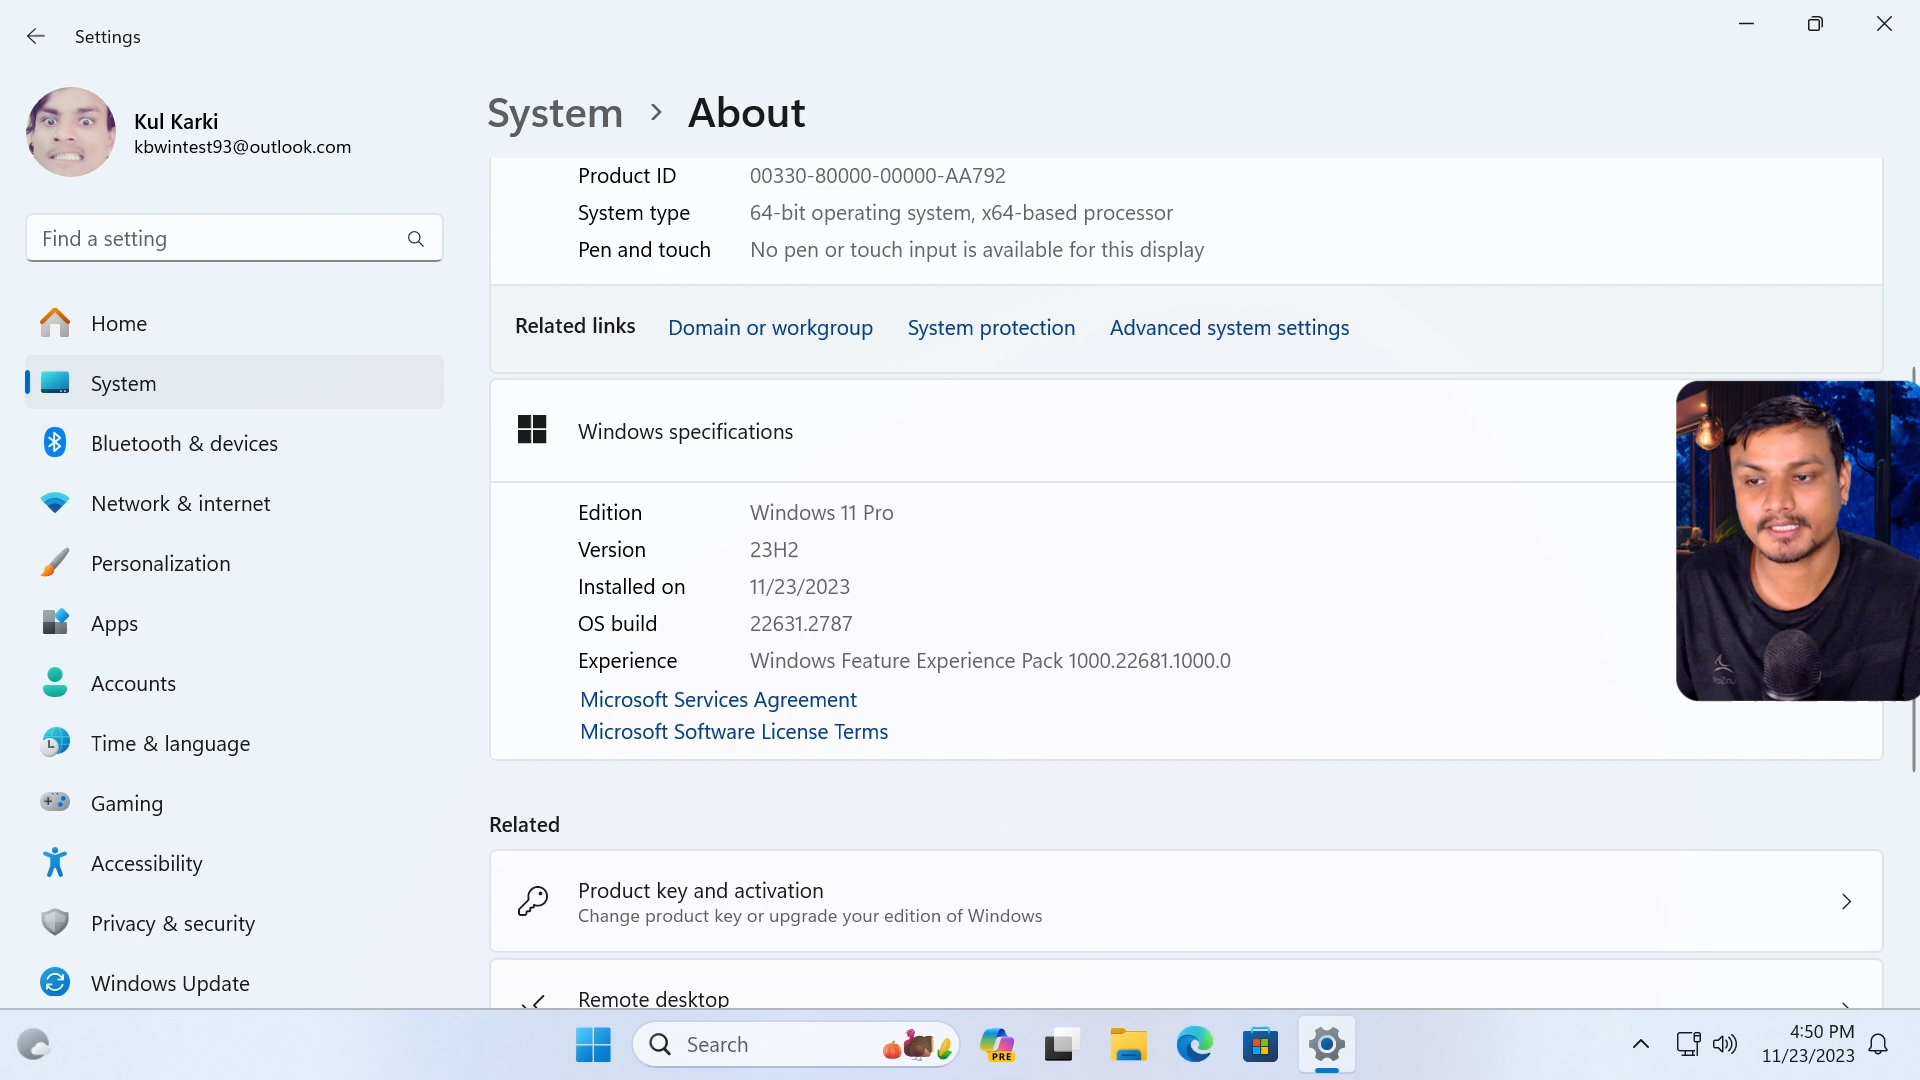 Settings
Kul Karki
kbwintest93@outlook.com
Find a setting
Home
System
Bluetooth & devices
Network & internet
Personalization
Apps
Accounts
Time & language
Gaming
Accessibility
Privacy & security
Windows Update
System > About
Product ID 00330-80000-00000-AA792
System type 64-bit operating system, x64-based processor
Pen and touch No pen or touch input is available for this display
Related links Domain or workgroup System protection Advanced system settings
Windows specifications
Edition Windows 11 Pro
Version 23H2
Installed on 11/23/2023
OS build 22631.2787
Experience Windows Feature Experience Pack 1000.22681.1000.0
Microsoft Services Agreement
Microsoft Software License Terms
Related
Product key and activation
Change product key or upgrade your edition of Windows
Remote desktop
Search
PRE
4:50 PM
11/23/2023